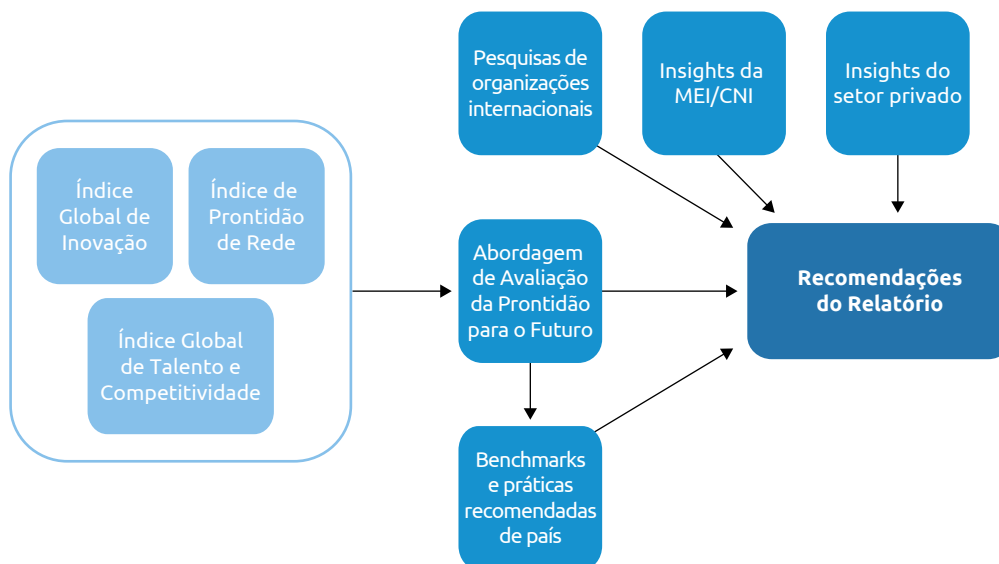 Pesquisas de
organizações
internacionais
Insights da
MEI/CNI
Insights do
setor privado
Índice
Global de
Inovação
Índice de
Prontidão
de Rede
Índice Global
de Talento e
Competitividade
Abordagem
de Avaliação
da Prontidão
para o Futuro
Recomendações
do Relatório
Benchmarks
e práticas
recomendadas
de país